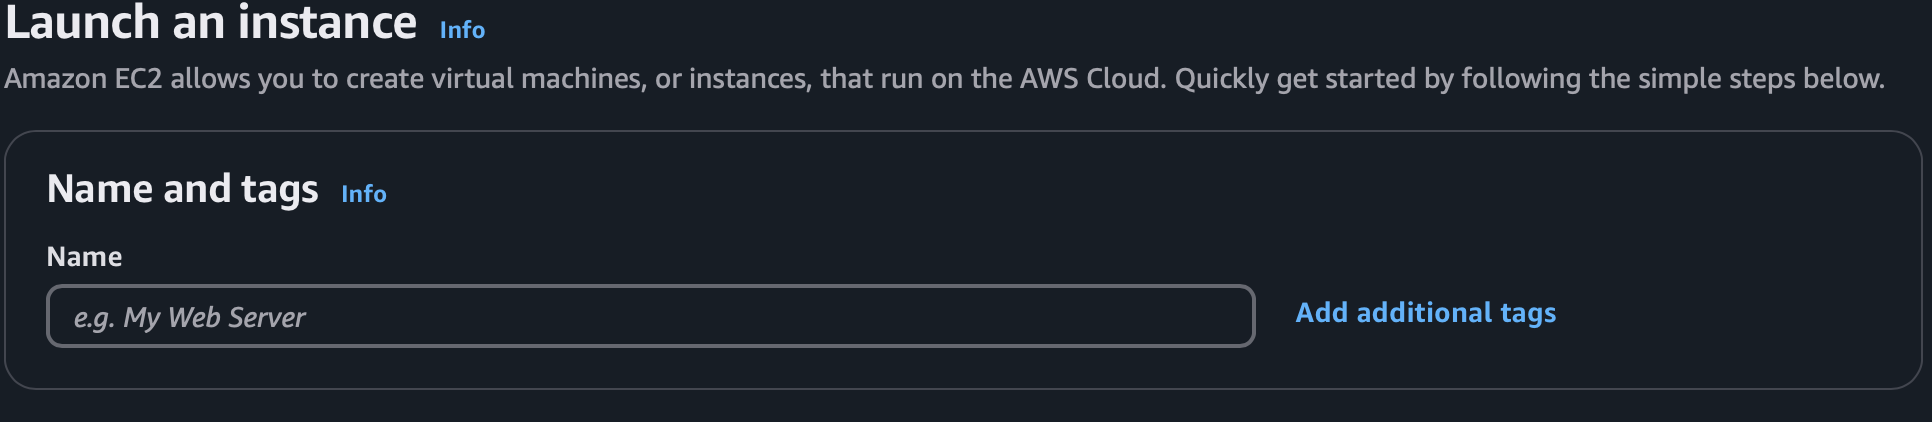 Launch an instance Info
Amazon EC2 allows you to create virtual machines, or instances, that run on the AWS Cloud. Quickly get started by following the simple steps below.
Name and tags Info
Name
e.g. My Web Server
Add additional tags